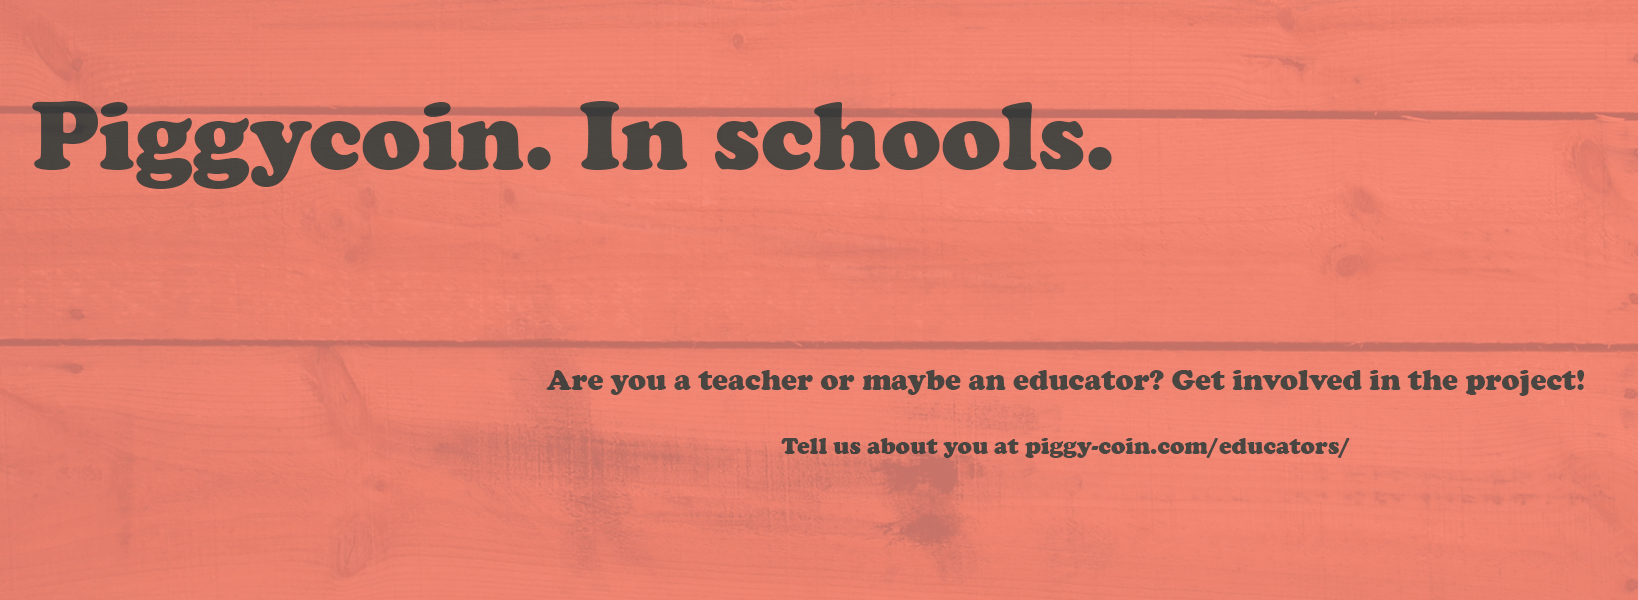 Piggycoin. In schools.
Are you a teacher or maybe an educator? Get involved in the project!
Tell us about you at piggy-coin.com/educators/